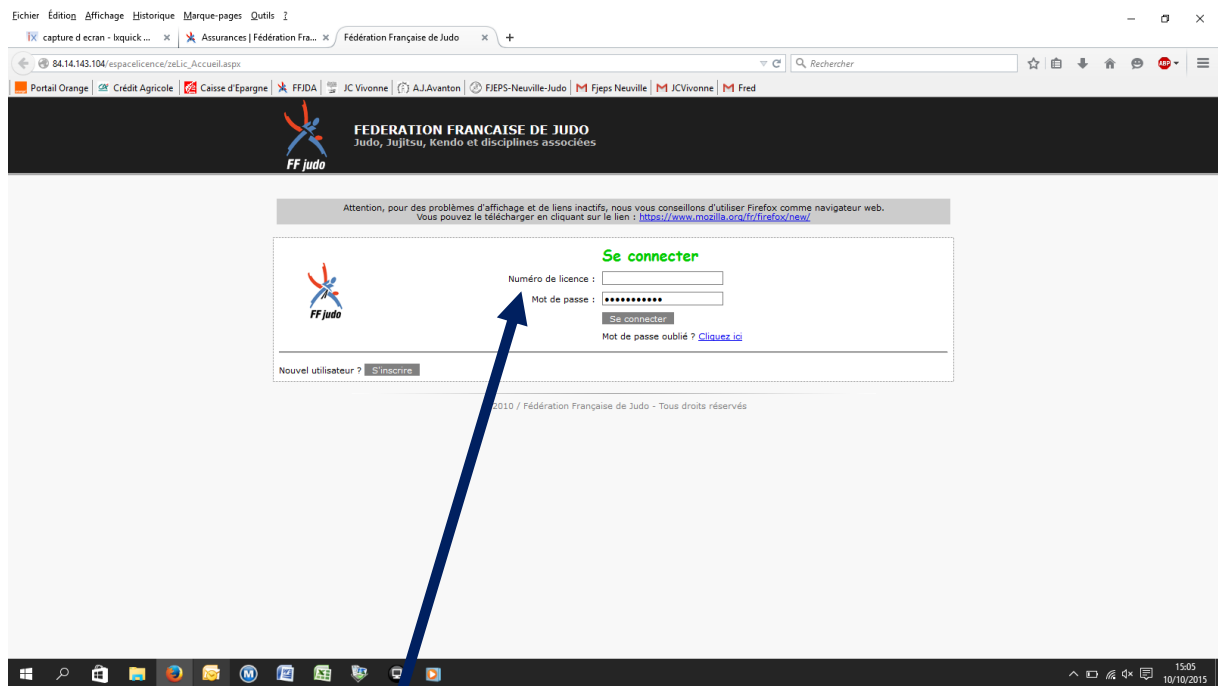 Fichier Édition Affichage Historique Marque-pages Outils ?
capture d ecran - Ixquick ... × Assurances | Fédération Fra... × Fédération Française de Judo × +
84.14.143.104/espacelicence/zeLic_Accueil.aspx Rechercher ABP
Portail Orange CA Crédit Agricole Caisse d'Epargne FFJDA JC Vivonne A.J.Avanton FJEPS-Neuville-Judo Fjeps Neuville JCVivonne Fred
FEDERATION FRANCAISE DE JUDO
Judo, Jujitsu, Kendo et disciplines associées
FF judo
Attention, pour des problèmes d'affichage et de liens inactifs, nous vous conseillons d'utiliser Firefox comme navigateur web.
Vous pouvez le télécharger en cliquant sur le lien : https://www.mozilla.org/fr/firefox/new/
Se connecter
Numéro de licence :
Mot de passe : •••••••••••
FF judo
Se connecter
Mot de passe oublié ? Cliquez ici
Nouvel utilisateur ? S'inscrire
2010 / Fédération Française de Judo - Tous droits réservés
15:05
10/10/2015